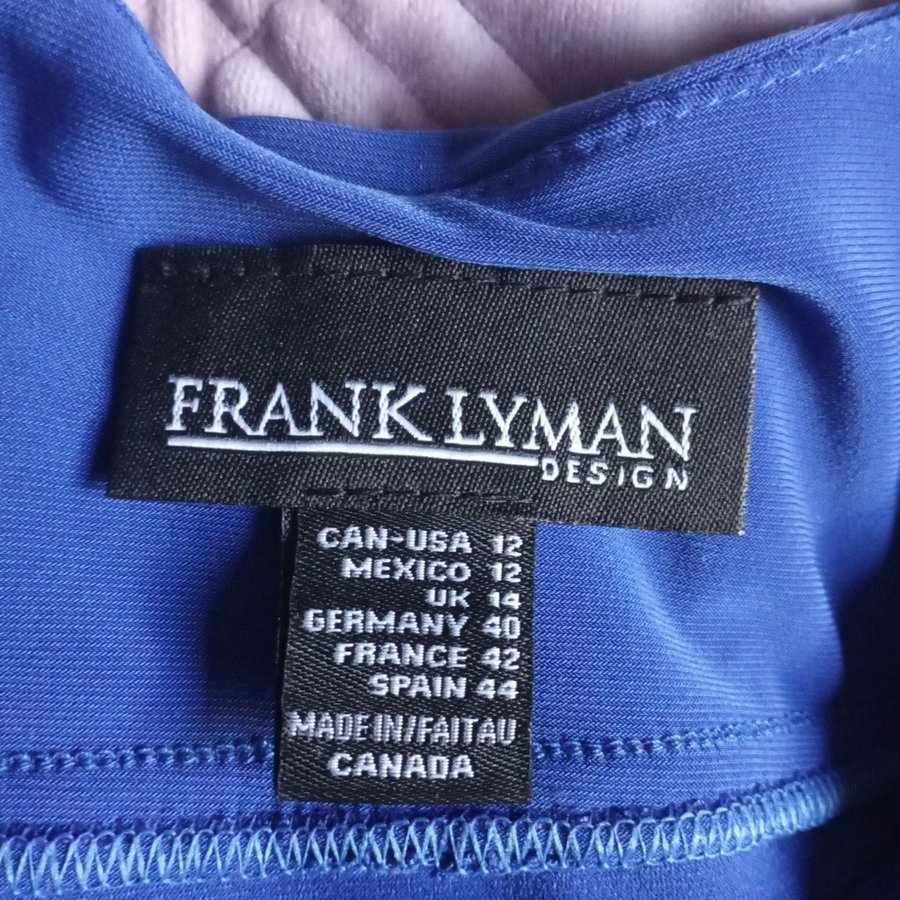 FRANK LYMAN
DESIGN
CAN-USA 12
MEXICO 12
UK 14
GERMANY 40
FRANCE 42
SPAIN 44
MADE IN/FAIT AU
CANADA